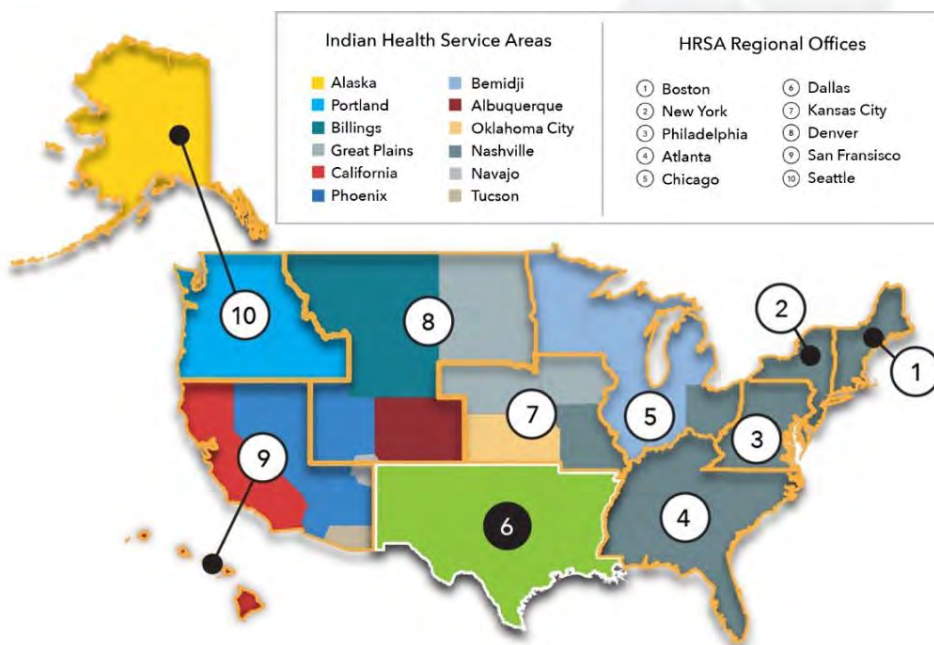 Indian Health Service Areas
Alaska
Portland
Billings
Great Plains
California
Phoenix
Bemidji
Albuquerque
Oklahoma City
Nashville
Navajo
Tucson
HRSA Regional Offices
1 Boston
2 New York
3 Philadelphia
4 Atlanta
5 Chicago
6 Dallas
7 Kansas City
8 Denver
9 San Fransisco
10 Seattle
10
8
2
1
7
5
3
9
6
4